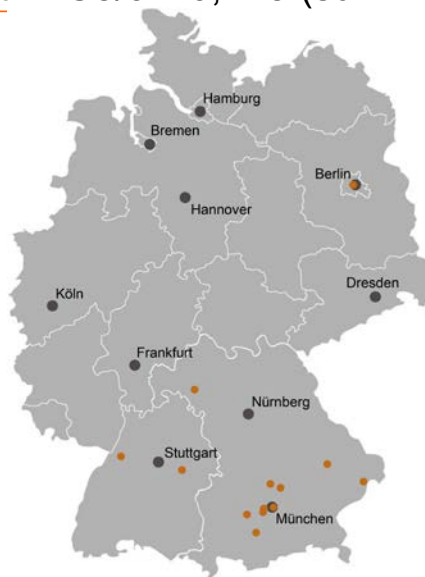 Hamburg
Bremen
Berlin
Hannover
Dresden
Köln
Frankfurt
Nürnberg
Stuttgart
München